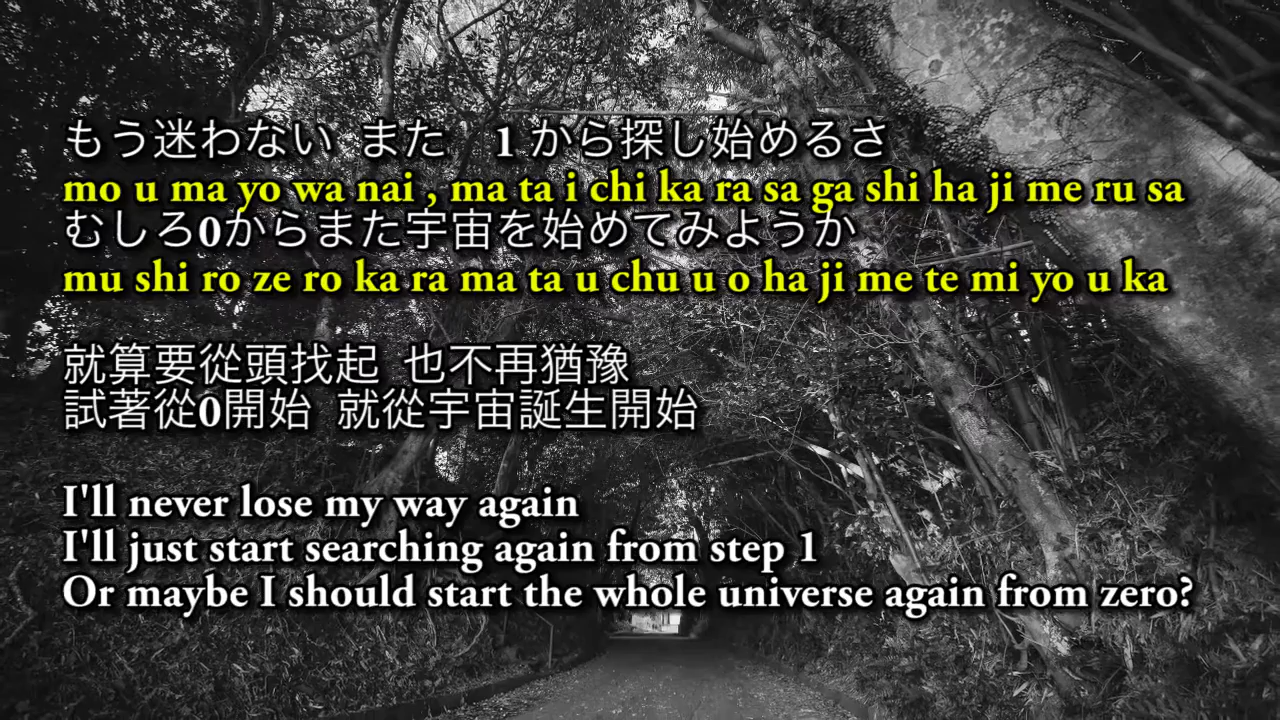 もう迷わない また 1から探し始めるさ
mo u ma yo wa nai , ma ta i chi ka ra sa ga shi ha ji me ru sa
むしろ0からまた宇宙を始めてみようか
mu shi ro ze ro ka ra ma ta u chu u o ha ji me te mi yo u ka
就算要從頭找起 也不再猶豫
試著從0開始 就從宇宙誕生開始
I'll never lose my way again
I'll just start searching again from step 1
Or maybe I should start the whole universe again from zero?